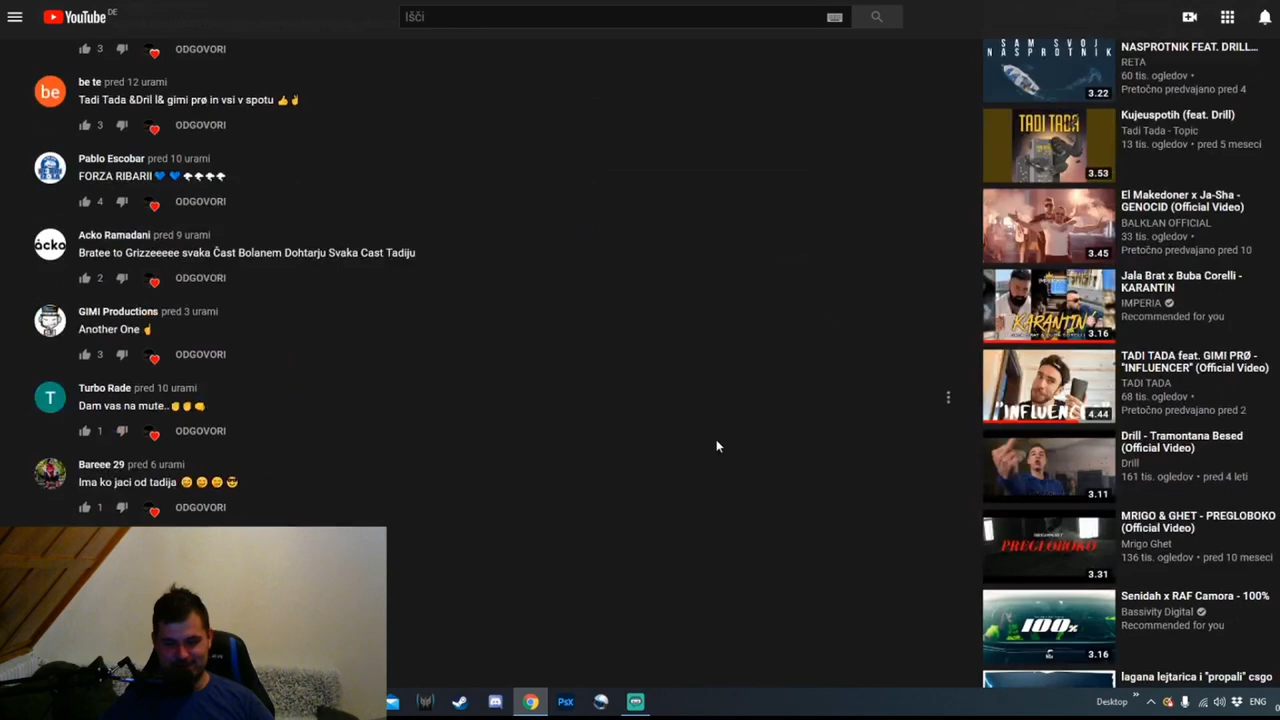 YouTube DE
Išči
3 ODGOVORI
be te pred 12 urami
Tadi Tada &Dril l& gimi prø in vsi v spotu 👍✌
3 ODGOVORI
Pablo Escobar pred 10 urami
FORZA RIBARII💙 💙
4 ODGOVORI
ácko
Acko Ramadani pred 9 urami
Bratee to Grizzeeeee svaka Čast Bolanem Dohtarju Svaka Cast Tadiju
2 ODGOVORI
GIMI Productions pred 3 urami
Another One ☝
3 ODGOVORI
T
Turbo Rade pred 10 urami
Dam vas na mute..
1 ODGOVORI
Bareee 29 pred 6 urami
Ima ko jaci od tadija
1 ODGOVORI
SAM SVOJ
NASPROTNIK
3.22
NASPROTNIK FEAT. DRILL...
RETA
60 tis. ogledov •
Pretočno predvajano pred 4
TADI TADA
3.53
Kujeuspotih (feat. Drill)
Tadi Tada - Topic
13 tis. ogledov • pred 5 meseci
3.45
El Makedoner x Ja-Sha -
GENOCID (Official Video)
BALKLAN OFFICIAL
33 tis. ogledov •
Pretočno predvajano pred 10
KARANTIN
3.16
Jala Brat x Buba Corelli -
KARANTIN
IMPERIA
Recommended for you
"INFLUENCER"
4.44
TADI TADA feat. GIMI PRØ -
"INFLUENCER" (Official Video)
TADI TADA
68 tis. ogledov •
Pretočno predvajano pred 2
3.11
Drill - Tramontana Besed
(Official Video)
Drill
161 tis. ogledov • pred 4 leti
PREGLOBOKO
3.31
MRIGO & GHET - PREGLOBOKO
(Official Video)
Mrigo Ghet
136 tis. ogledov • pred 10 meseci
100%
3.16
Senidah x RAF Camora - 100%
Bassivity Digital
Recommended for you
lagana lejtarica i "propali" csgo
Psx
Desktop
ENG